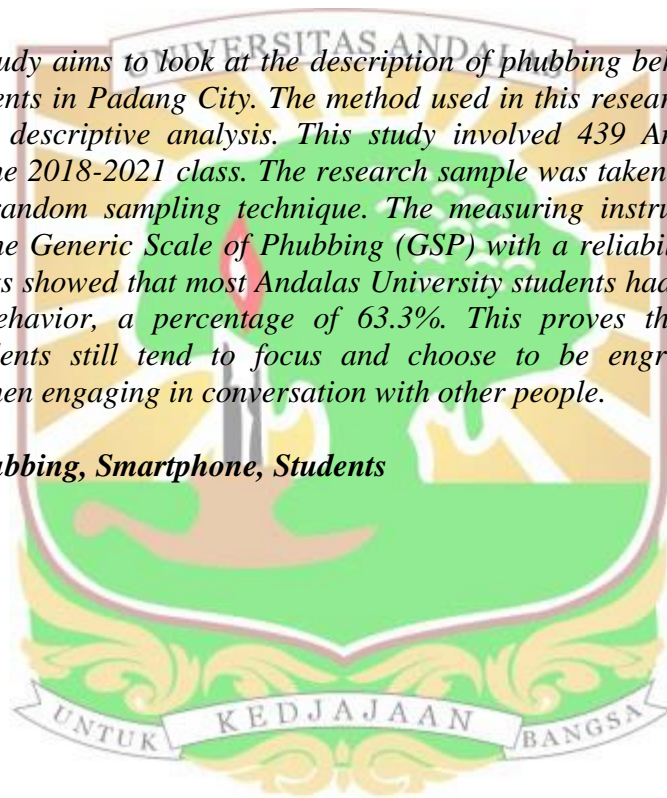 UNIVERSITAS ANDALAS
udy aims to look at the description of phubbing bel
ents in Padang City. The method used in this resear
descriptive analysis. This study involved 439 An
he 2018-2021 class. The research sample was taken
random sampling technique. The measuring instru
he Generic Scale of Phubbing (GSP) with a reliabil
ts showed that most Andalas University students had
ehavior, a percentage of 63.3%. This proves th
dents still tend to focus and choose to be engr
hen engaging in conversation with other people.
ubbing, Smartphone, Students
UNTUK KEDJAJAAN BANGSA